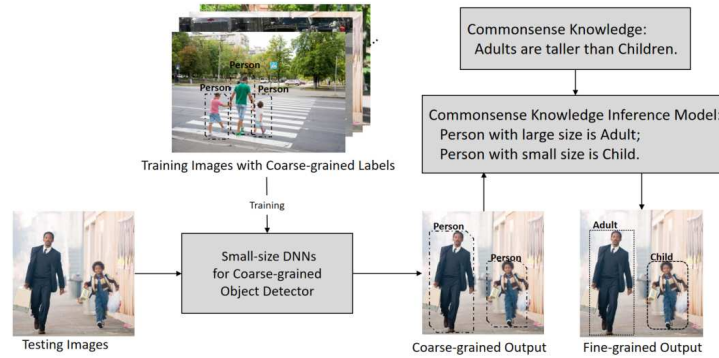 Commonsense Knowledge:
Adults are taller than Children.
Person
Person
Person
Training Images with Coarse-grained Labels
Commonsense Knowledge Inference Model:
Person with large size is Adult;
Person with small size is Child.
Training
Small-size DNNs
for Coarse-grained
Object Detector
Person
Person
Adult
Child
Testing Images
Coarse-grained Output
Fine-grained Output